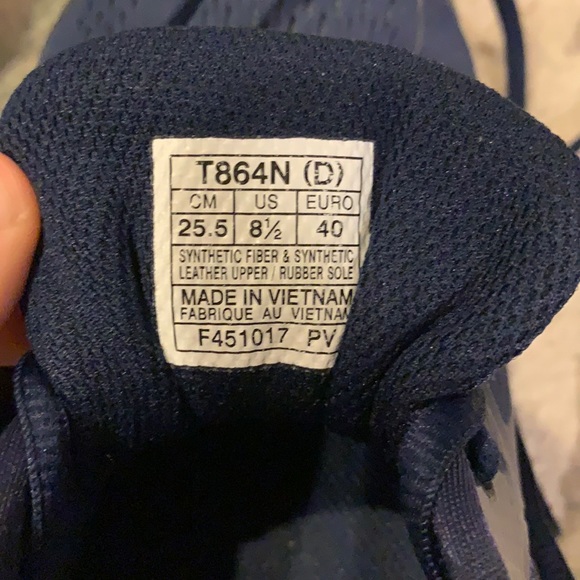 T864N (D)
CM US EURO
25.5 8½ 40
SYNTHETIC FIBER & SYNTHETIC
LEATHER UPPER / RUBBER SOLE
MADE IN VIETNAM
FABRIQUE AU VIETNAM
F451017 PV